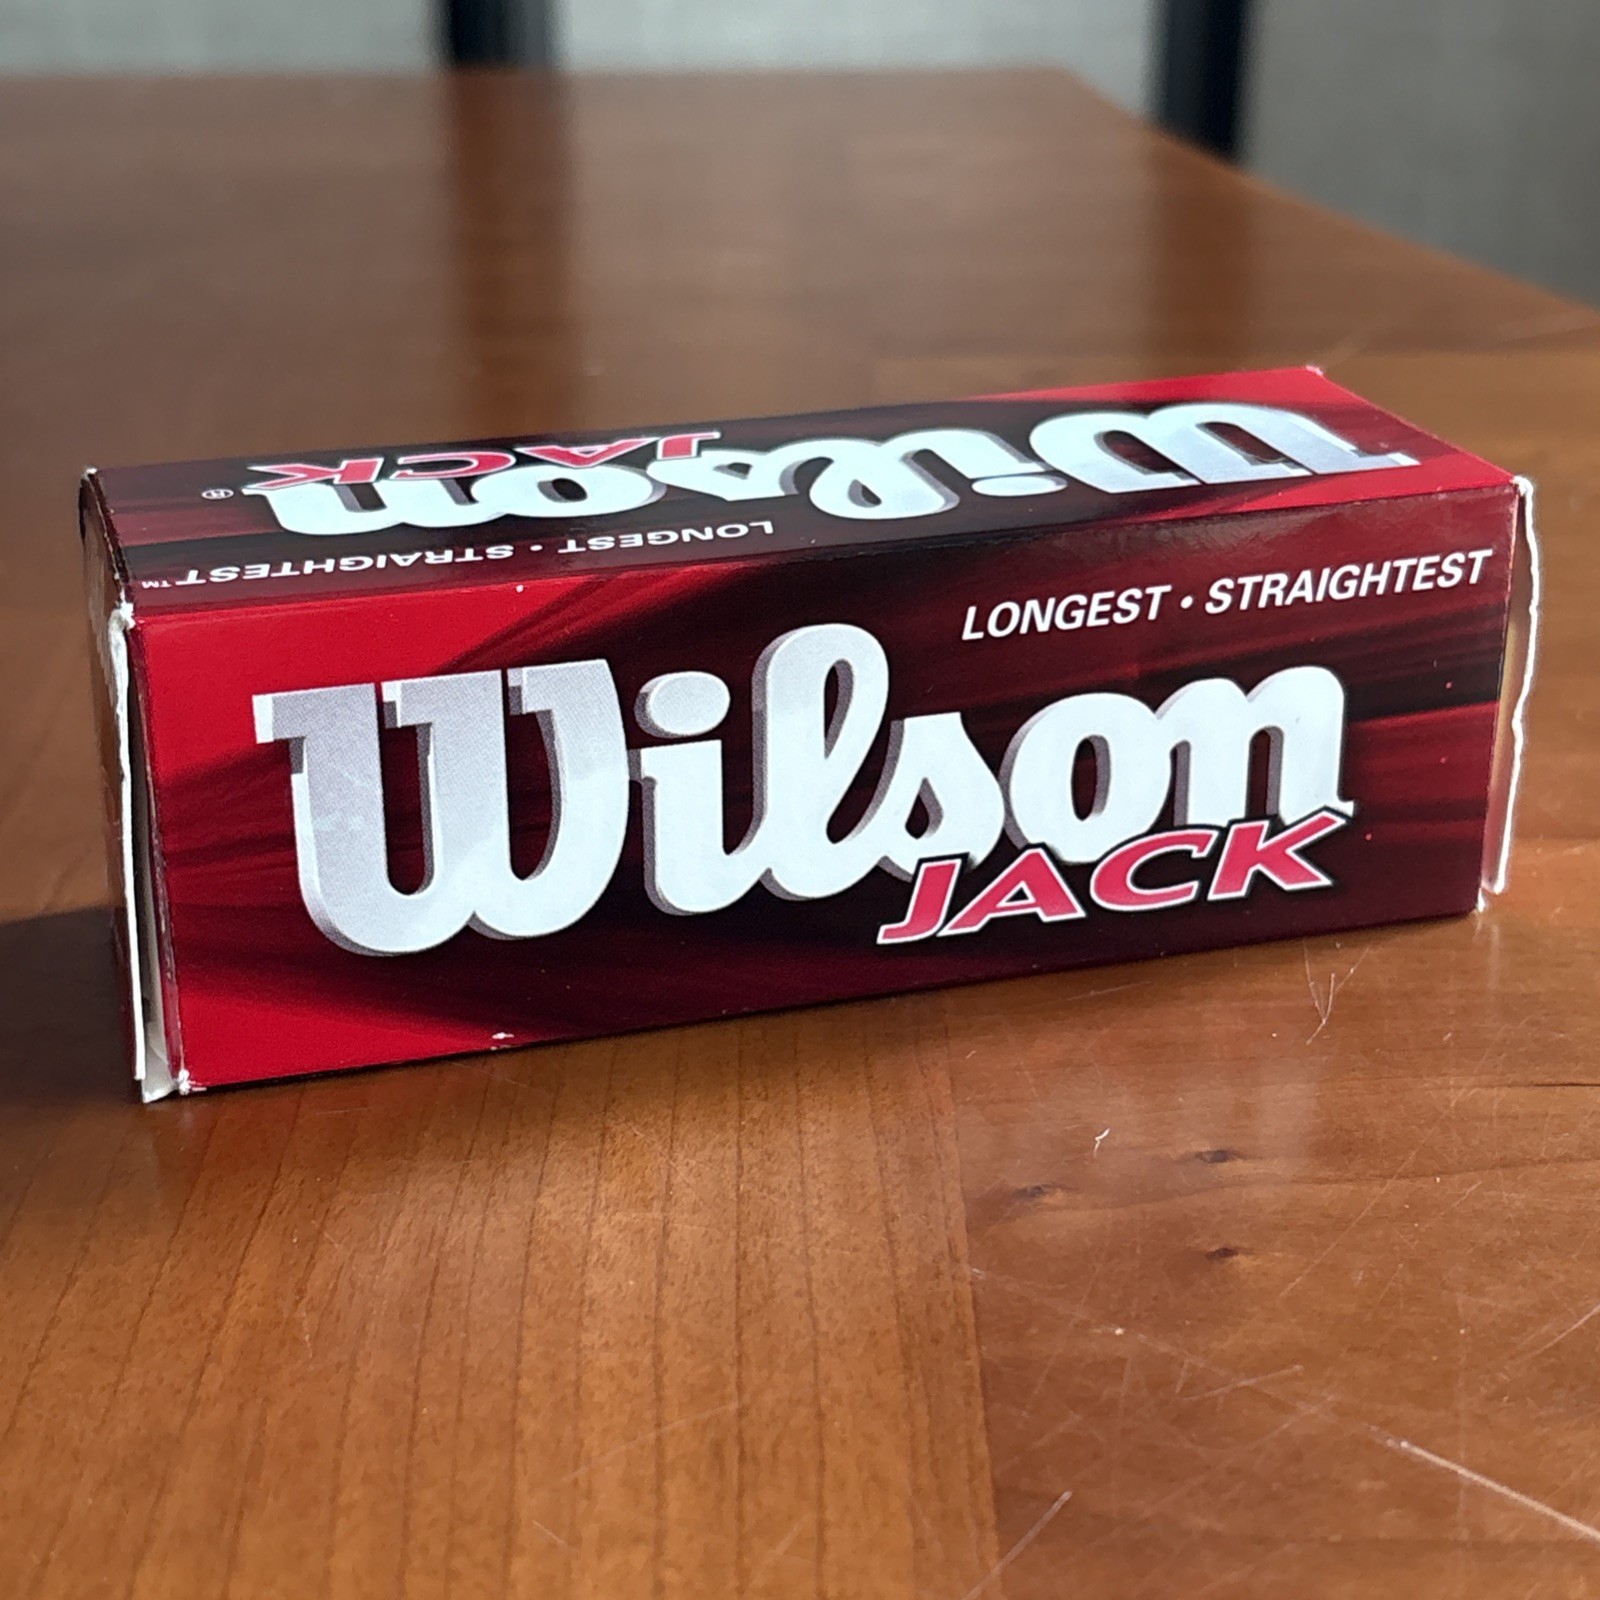 Wilson®
JACK
LONGEST • STRAIGHTEST™
LONGEST • STRAIGHTEST
Wilson
JACK